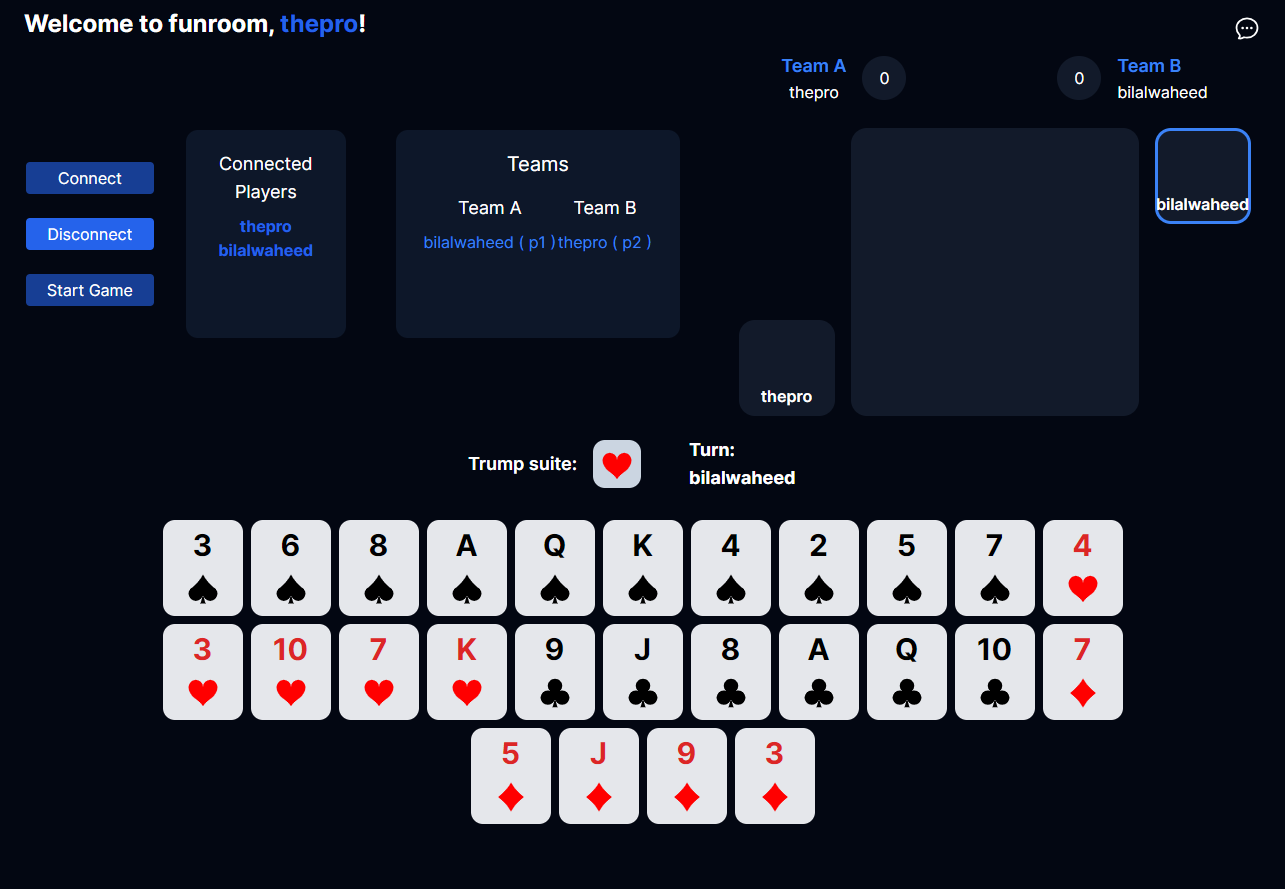 Welcome to funroom, thepro!
Team A
thepro
0
0
Team B
bilalwaheed
Connect
Disconnect
Start Game
Connected
Players
thepro
bilalwaheed
Teams
Team A Team B
bilalwaheed ( p1 ) thepro ( p2 )
bilalwaheed
thepro
Trump suite:
Turn:
bilalwaheed
3 6 8 A Q K 4 2 5 7 4
3 10 7 K 9 J 8 A Q 10 7
5 J 9 3